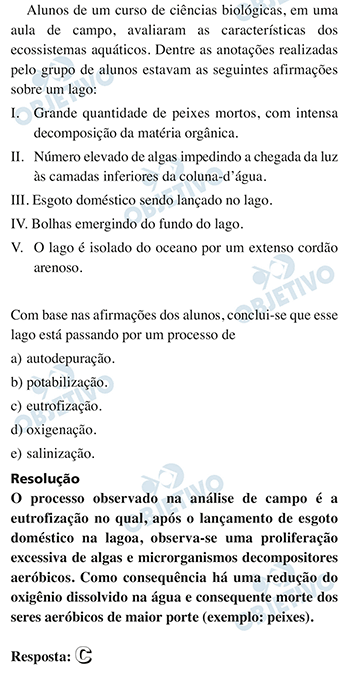 Alunos de um curso de ciências biológicas, em uma
aula de campo, avaliaram as características dos
ecossistemas aquáticos. Dentre as anotações realizadas
pelo grupo de alunos estavam as seguintes afirmações
sobre um lago:
I. Grande quantidade de peixes mortos, com intensa
decomposição da matéria orgânica.
II. Número elevado de algas impedindo a chegada da luz
às camadas inferiores da coluna-d'água.
III. Esgoto doméstico sendo lançado no lago.
IV. Bolhas emergindo do fundo do lago.
V. O lago é isolado do oceano por um extenso cordão
arenoso.
Com base nas afirmações dos alunos, conclui-se que esse
lago está passando por um processo de
a) autodepuração.
b) potabilização.
c) eutrofização.
d) oxigenação.
e) salinização.
Resolução
O processo observado na análise de campo é a
eutrofização no qual, após o lançamento de esgoto
doméstico na lagoa, observa-se uma proliferação
excessiva de algas e microrganismos decompositores
aeróbicos. Como consequência há uma redução do
oxigênio dissolvido na água e consequente morte dos
seres aeróbicos de maior porte (exemplo: peixes).
Resposta: C
OBJETIVO
OBJETIVO
OBJETIVO
OBJETIVO
OBJETIVO
OBJETIVO
OBJETIVO